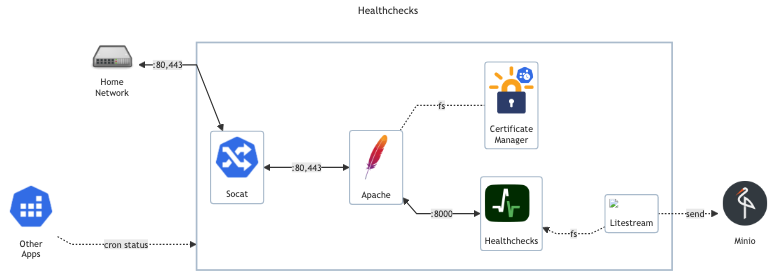 Healthchecks
:80,443
Home
Network
fs
Certificate
Manager
:80,443
Socat
Apache
:8000
Healthchecks
Litestream
fs
send
Minio
Other
Apps
cron status